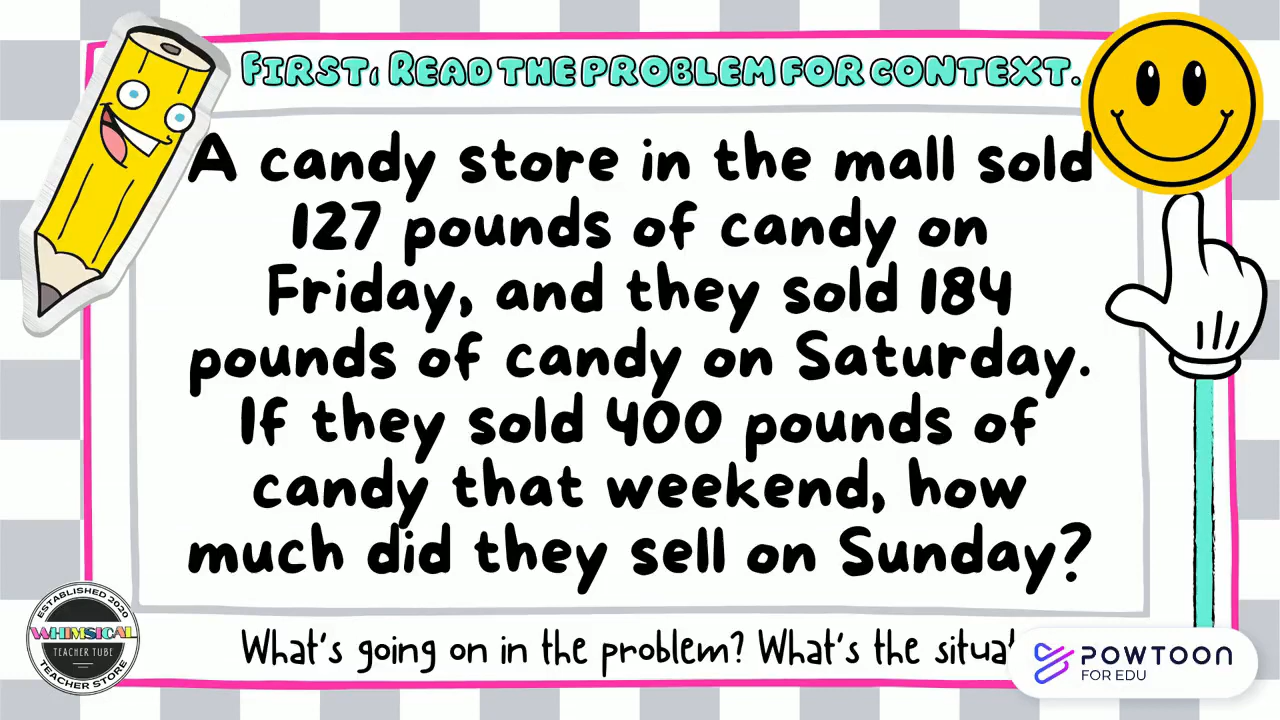 FIRST, READ THE PROBLEM FOR CONTEXT.
A candy store in the mall sold
127 pounds of candy on
Friday, and they sold 184
pounds of candy on Saturday.
If they sold 400 pounds of
candy that weekend, how
much did they sell on Sunday?
What's going on in the problem? What's the
ESTABLISHED 2020
WHIMSICAL
TEACHER TUBE
TEACHER STORE
POWTOON
FOR EDU